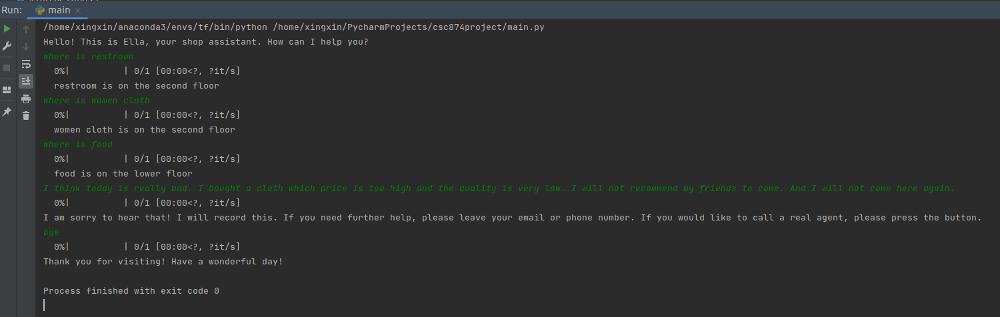 Run: main ×
/home/xingxin/anaconda3/envs/tf/bin/python /home/xingxin/PycharmProjects/csc874project/main.py
Hello! This is Ella, your shop assistant. How can I help you?
where is restroom
0%|          | 0/1 [00:00<?, ?it/s]
restroom is on the second floor
where is women cloth
0%|          | 0/1 [00:00<?, ?it/s]
women cloth is on the second floor
where is food
0%|          | 0/1 [00:00<?, ?it/s]
food is on the lower floor
I think today is really bad. I bought a cloth which price is too high and the quality is very low. I will not recommend my friends to come. And I will not come here again.
0%|          | 0/1 [00:00<?, ?it/s]
I am sorry to hear that! I will record this. If you need further help, please leave your email or phone number. If you would like to call a real agent, please press the button.
bye
0%|          | 0/1 [00:00<?, ?it/s]
Thank you for visiting! Have a wonderful day!
Process finished with exit code 0